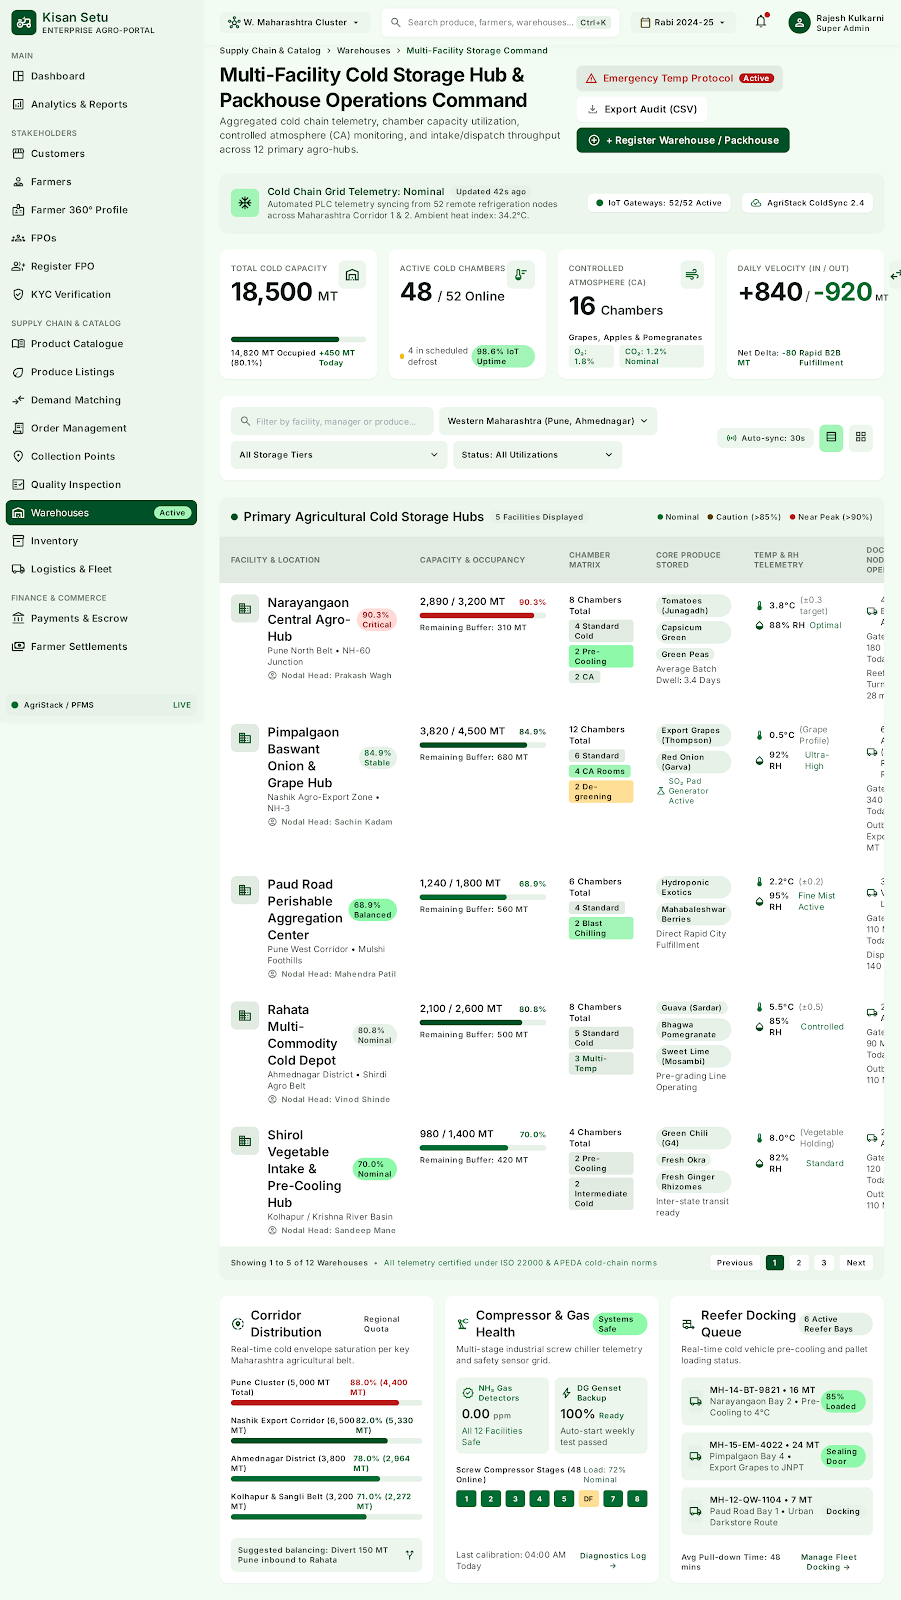 Kisan Setu
ENTERPRISE AGRO-PORTAL
MAIN
Dashboard
Analytics & Reports
STAKEHOLDERS
Customers
Farmers
Farmer 360° Profile
FPOs
Register FPO
KYC Verification
SUPPLY CHAIN & CATALOG
Product Catalogue
Produce Listings
Demand Matching
Order Management
Collection Points
Quality Inspection
Warehouses Active
Inventory
Logistics & Fleet
FINANCE & COMMERCE
Payments & Escrow
Farmer Settlements
AgriStack / PFMS LIVE
W. Maharashtra Cluster
Search produce, farmers, warehouses... Ctrl+K
Rabi 2024-25
Rajesh Kulkarni
Super Admin
Supply Chain & Catalog > Warehouses > Multi-Facility Storage Command
Multi-Facility Cold Storage Hub &
Packhouse Operations Command
Aggregated cold chain telemetry, chamber capacity utilization,
controlled atmosphere (CA) monitoring, and intake/dispatch throughput
across 12 primary agro-hubs.
Emergency Temp Protocol Active
Export Audit (CSV)
+ Register Warehouse / Packhouse
Cold Chain Grid Telemetry: Nominal Updated 42s ago
Automated PLC telemetry syncing from 52 remote refrigeration nodes
across Maharashtra Corridor 1 & 2. Ambient heat index: 34.2°C.
IoT Gateways: 52/52 Active
AgriStack ColdSync 2.4
TOTAL COLD CAPACITY
18,500 MT
14,820 MT Occupied
(80.1%)
+450 MT
Today
ACTIVE COLD CHAMBERS
48 / 52 Online
4 in scheduled
defrost
98.6% IoT
Uptime
CONTROLLED
ATMOSPHERE (CA)
16 Chambers
Grapes, Apples & Pomegranates
O₂:
1.8%
CO₂: 1.2%
Nominal
DAILY VELOCITY (IN / OUT)
+840 / -920 MT
Net Delta: -80
MT
Rapid B2B
Fulfillment
Filter by facility, manager or produce...
Western Maharashtra (Pune, Ahmednagar)
All Storage Tiers
Status: All Utilizations
Auto-sync: 30s
Primary Agricultural Cold Storage Hubs 5 Facilities Displayed
Nominal Caution (>85%) Near Peak (>90%)
FACILITY & LOCATION
CAPACITY & OCCUPANCY
CHAMBER
MATRIX
CORE PRODUCE
STORED
TEMP & RH
TELEMETRY
Narayangaon
Central Agro-
Hub
90.3%
Critical
Pune North Belt • NH-60
Junction
Nodal Head: Prakash Wagh
2,890 / 3,200 MT 90.3%
Remaining Buffer: 310 MT
8 Chambers
Total
4 Standard
Cold
2 Pre-
Cooling
2 CA
Tomatoes
(Junagadh)
Capsicum
Green
Green Peas
Average Batch
Dwell: 3.4 Days
3.8°C (±0.3
target)
88% RH Optimal
Gate
180
Toda
28 m
Pimpalgaon
Baswant
Onion &
Grape Hub
84.9%
Stable
Nashik Agro-Export Zone •
NH-3
Nodal Head: Sachin Kadam
3,820 / 4,500 MT 84.9%
Remaining Buffer: 680 MT
12 Chambers
Total
6 Standard
4 CA Rooms
2 De-
greening
Export Grapes
(Thompson)
Red Onion
(Garva)
SO₂ Pad
Generator
Active
0.5°C (Grape
Profile)
92%
RH
Ultra-
High
Gate
340
Toda
Outb
Expo
MT
Paud Road
Perishable
Aggregation
Center
68.9%
Balanced
Pune West Corridor • Mulshi
Foothills
Nodal Head: Mahendra Patil
1,240 / 1,800 MT 68.9%
Remaining Buffer: 560 MT
6 Chambers
Total
4 Standard
2 Blast
Chilling
Hydroponic
Exotics
Mahabaleshwar
Berries
Direct Rapid City
Fulfillment
2.2°C (±0.2)
95%
RH
Fine Mist
Active
Gate
110 M
Toda
Disp
140
Rahata
Multi-
Commodity
Cold Depot
80.8%
Nominal
Ahmednagar District • Shirdi
Agro Belt
Nodal Head: Vinod Shinde
2,100 / 2,600 MT 80.8%
Remaining Buffer: 500 MT
8 Chambers
Total
5 Standard
Cold
3 Multi-
Temp
Guava (Sardar)
Bhagwa
Pomegranate
Sweet Lime
(Mosambi)
Pre-grading Line
Operating
5.5°C (±0.5)
85%
RH
Controlled
Gate
90 M
Toda
Outb
110 M
Shirol
Vegetable
Intake &
Pre-Cooling
Hub
70.0%
Nominal
Kolhapur / Krishna River Basin
Nodal Head: Sandeep Mane
980 / 1,400 MT 70.0%
Remaining Buffer: 420 MT
4 Chambers
Total
2 Pre-
Cooling
2
Intermediate
Cold
Green Chili
(G4)
Fresh Okra
Fresh Ginger
Rhizomes
Inter-state transit
ready
8.0°C (Vegetable
Holding)
82%
RH
Standard
Gate
120
Toda
Outb
110 M
Showing 1 to 5 of 12 Warehouses • All telemetry certified under ISO 22000 & APEDA cold-chain norms
Previous 1 2 3 Next
Corridor
Distribution
Regional
Quota
Real-time cold envelope saturation per key
Maharashtra agricultural belt.
Pune Cluster (5,000 MT
Total)
88.0% (4,400
MT)
Nashik Export Corridor (6,500
MT)
82.0% (5,330
MT)
Ahmednagar District (3,800
MT)
78.0% (2,964
MT)
Kolhapur & Sangli Belt (3,200
MT)
71.0% (2,272
MT)
Suggested balancing: Divert 150 MT
Pune inbound to Rahata
Compressor & Gas
Health
Systems
Safe
Multi-stage industrial screw chiller telemetry
and safety sensor grid.
NH₃ Gas
Detectors
0.00 ppm
All 12 Facilities
Safe
DG Genset
Backup
100% Ready
Auto-start weekly
test passed
Screw Compressor Stages (48
Online)
Load: 72%
Nominal
1 2 3 4 5 DF 7 8
Last calibration: 04:00 AM
Today
Diagnostics Log
→
Reefer Docking
Queue
6 Active
Reefer Bays
Real-time cold vehicle pre-cooling and pallet
loading status.
MH-14-BT-9821 • 16 MT
Narayangaon Bay 2 • Pre-
Cooling to 4°C
85%
Loaded
MH-15-EM-4022 • 24 MT
Pimpalgaon Bay 4 •
Export Grapes to JNPT
Sealing
Door
MH-12-QW-1104 • 7 MT
Paud Road Bay 1 • Urban
Darkstore Route
Docking
Avg Pull-down Time: 48
mins
Manage Fleet
Docking →